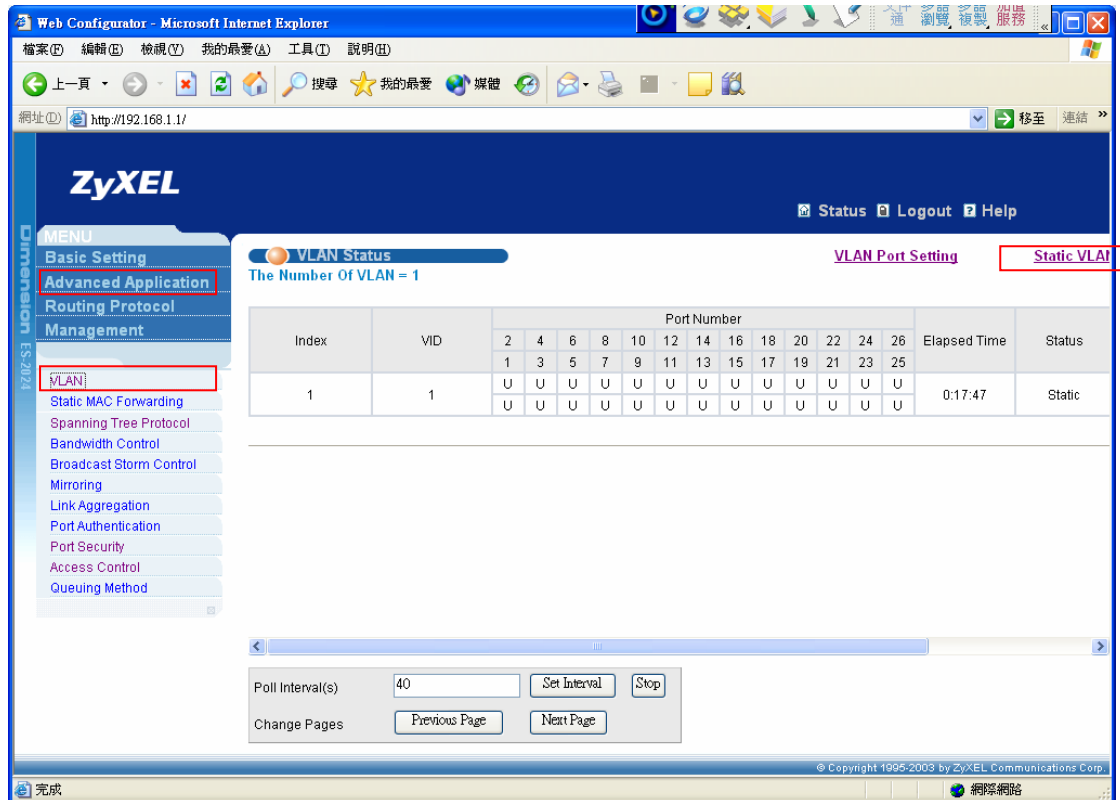 Web Configurator - Microsoft Internet Explorer
檔案(F) 編輯(E) 檢視(V) 我的最愛(A) 工具(T) 說明(H)
上一頁 搜尋 我的最愛 媒體
網址(D) http://192.168.1.1/ 移至 連結 »
ZyXEL
Status Logout Help
Dimension ES-2024
MENU
Basic Setting
Advanced Application
Routing Protocol
Management
VLAN
Static MAC Forwarding
Spanning Tree Protocol
Bandwidth Control
Broadcast Storm Control
Mirroring
Link Aggregation
Port Authentication
Port Security
Access Control
Queuing Method
VLAN Status VLAN Port Setting Static VLAN
The Number Of VLAN = 1
Port Number
Index VID 2 4 6 8 10 12 14 16 18 20 22 24 26 Elapsed Time Status
1 3 5 7 9 11 13 15 17 19 21 23 25
U U U U U U U U U U U U U
1 1 0:17:47 Static
U U U U U U U U U U U U U
Poll Interval(s) 40 Set Interval Stop
Change Pages Previous Page Next Page
© Copyright 1995-2003 by ZyXEL Communications Corp.
完成 網際網路